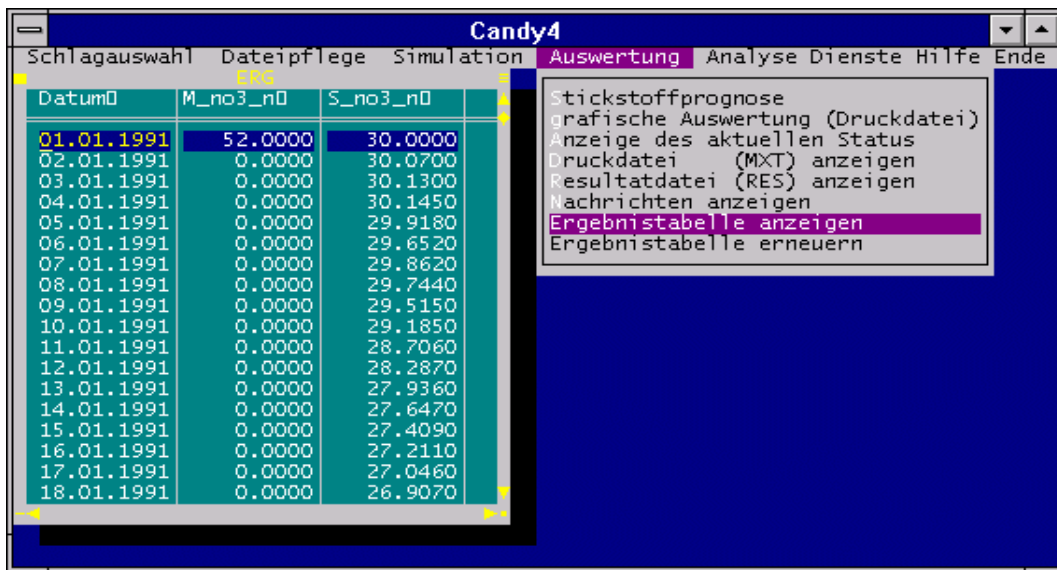 Candy4
Schlagauswahl Dateipflege Simulation Auswertung Analyse Dienste Hilfe Ende
ERG
Datum▯ M_no3_n▯ S_no3_n▯
01.01.1991 52.0000 30.0000
02.01.1991 0.0000 30.0700
03.01.1991 0.0000 30.1300
04.01.1991 0.0000 30.1450
05.01.1991 0.0000 29.9180
06.01.1991 0.0000 29.6520
07.01.1991 0.0000 29.8620
08.01.1991 0.0000 29.7440
09.01.1991 0.0000 29.5150
10.01.1991 0.0000 29.1850
11.01.1991 0.0000 28.7060
12.01.1991 0.0000 28.2870
13.01.1991 0.0000 27.9360
14.01.1991 0.0000 27.6470
15.01.1991 0.0000 27.4090
16.01.1991 0.0000 27.2110
17.01.1991 0.0000 27.0460
18.01.1991 0.0000 26.9070
Stickstoffprognose
grafische Auswertung (Druckdatei)
Anzeige des aktuellen Status
Druckdatei (MXT) anzeigen
Resultatdatei (RES) anzeigen
Nachrichten anzeigen
Ergebnistabelle anzeigen
Ergebnistabelle erneuern